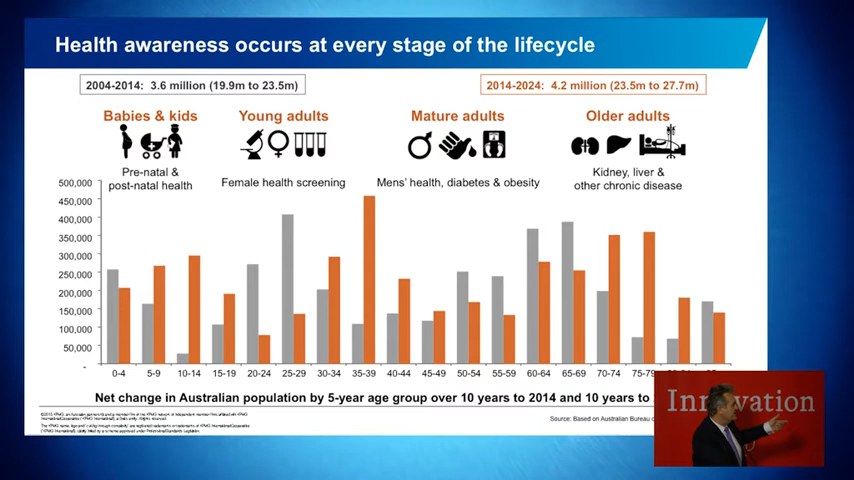 Health awareness occurs at every stage of the lifecycle
2004-2014: 3.6 million (19.9m to 23.5m)
2014-2024: 4.2 million (23.5m to 27.7m)
Babies & kids
Young adults
Mature adults
Older adults
Pre-natal &
post-natal health
Female health screening
Mens' health, diabetes & obesity
Kidney, liver &
other chronic disease
500,000
450,000
400,000
350,000
300,000
250,000
200,000
150,000
100,000
50,000
-
0-4 5-9 10-14 15-19 20-24 25-29 30-34 35-39 40-44 45-49 50-54 55-59 60-64 65-69 70-74 75-79
Net change in Australian population by 5-year age group over 10 years to 2014 and 10 years to
Source: Based on Australian Bureau
Innovation